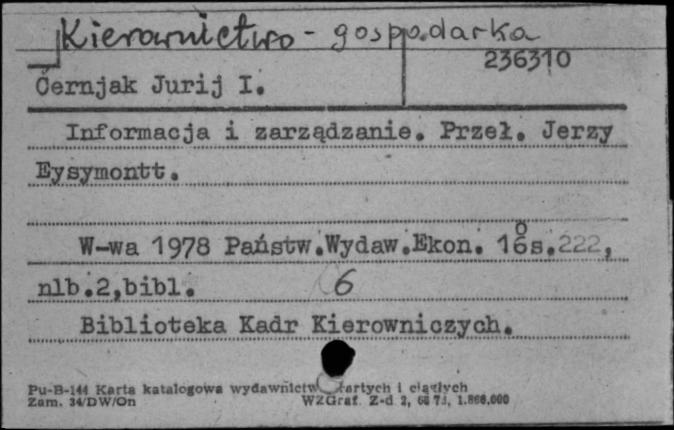 Kierownictwo - gospodarka
236310
Černjak Jurij I.
Informacja i zarządzanie. Przeł. Jerzy
Eysymontt.
W-wa 1978 Państw.Wydaw.Ekon. 16°s.222,
nlb.2,bibl. 6
Biblioteka Kadr Kierowniczych.
Pu-B-144 Karta katalogowa wydawnictw zwartych i ciągłych
Zam. 34/DW/On WZGraf. Z-d 2,